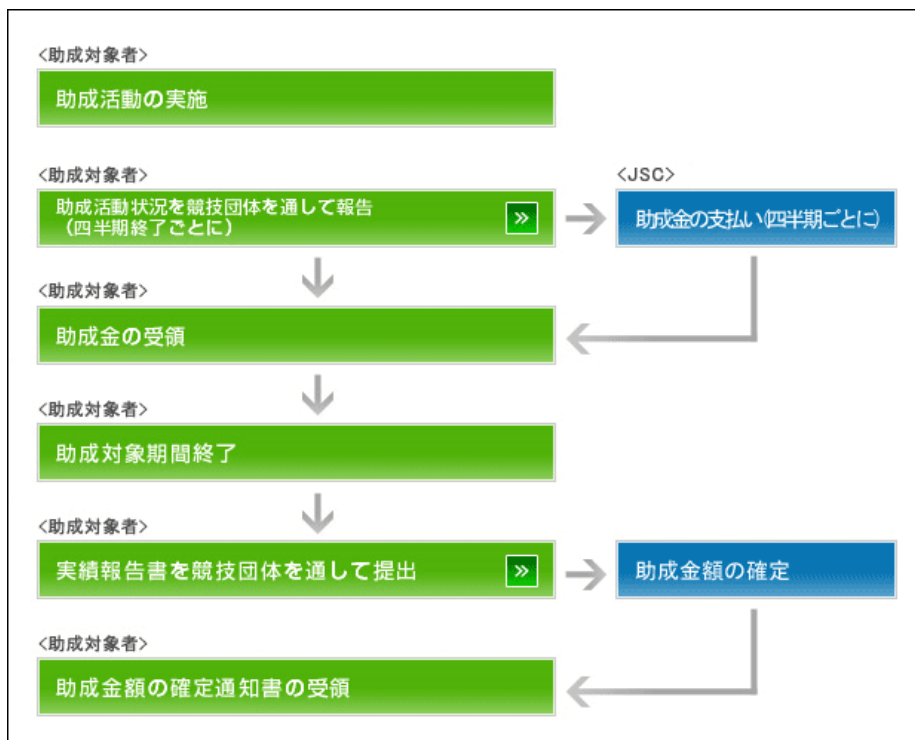 <助成対象者>
助成活動の実施
<助成対象者>
助成活動状況を競技団体を通して報告
（四半期終了ごとに）
<JSC>
助成金の支払い(四半期ごとに)
<助成対象者>
助成金の受領
<助成対象者>
助成対象期間終了
<助成対象者>
実績報告書を競技団体を通して提出
助成金額の確定
<助成対象者>
助成金額の確定通知書の受領